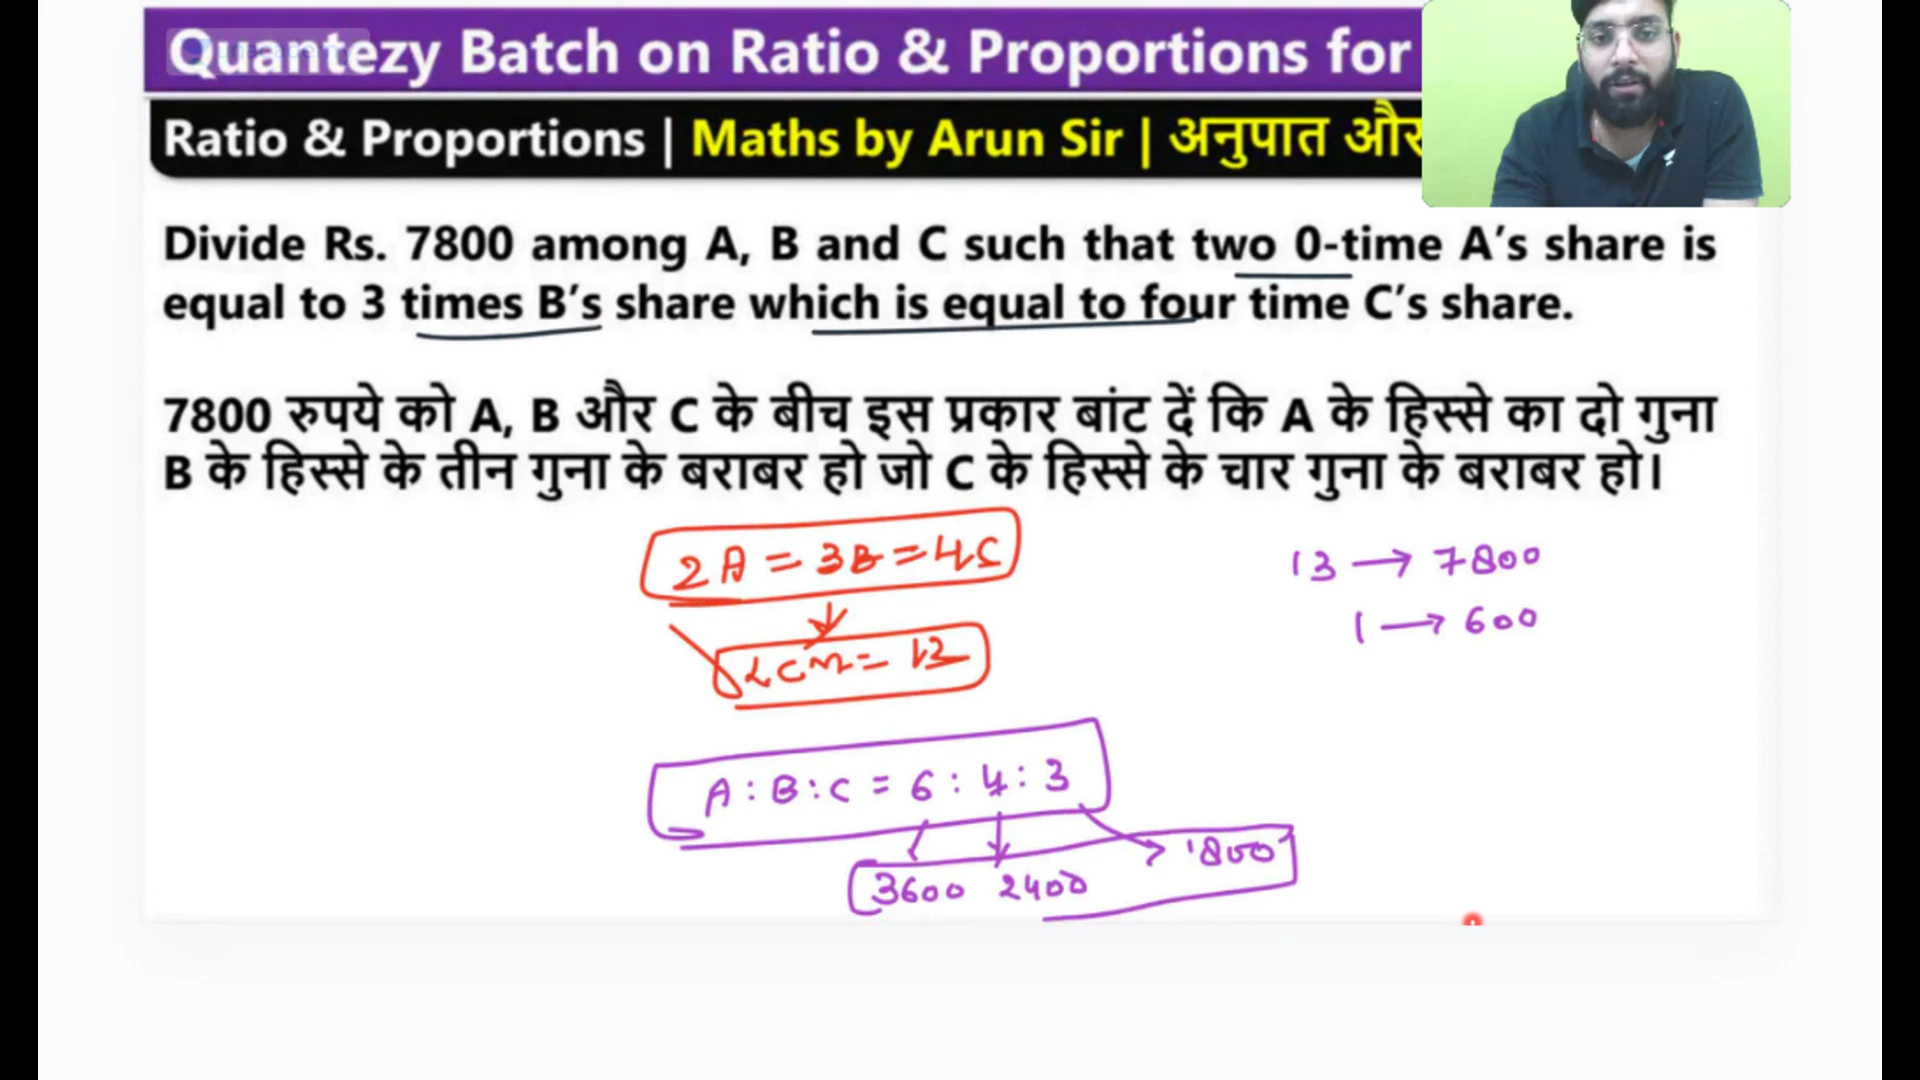 Quantezy Batch on Ratio & Proportions for
Ratio & Proportions | Maths by Arun Sir | अनुपात और
Divide Rs. 7800 among A, B and C such that two 0-time A's share is
equal to 3 times B's share which is equal to four time C's share.
7800 रुपये को A, B और C के बीच इस प्रकार बांट दें कि A के हिस्से का दो गुना
B के हिस्से के तीन गुना के बराबर हो जो C के हिस्से के चार गुना के बराबर हो।
2A = 3B = 4C
13 → 7800
1 → 600
LCM = 12
A : B : C = 6 : 4 : 3
3600 2400 1800